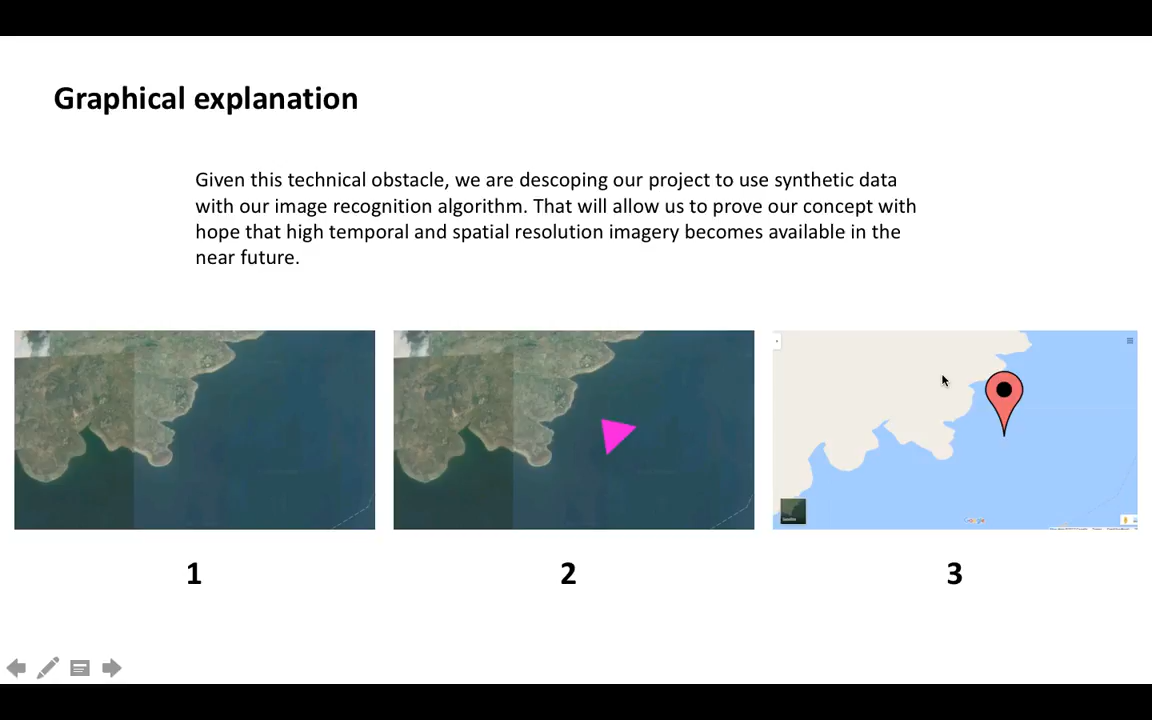 Graphical explanation
Given this technical obstacle, we are descoping our project to use synthetic data
with our image recognition algorithm. That will allow us to prove our concept with
hope that high temporal and spatial resolution imagery becomes available in the
near future.
1
2
3